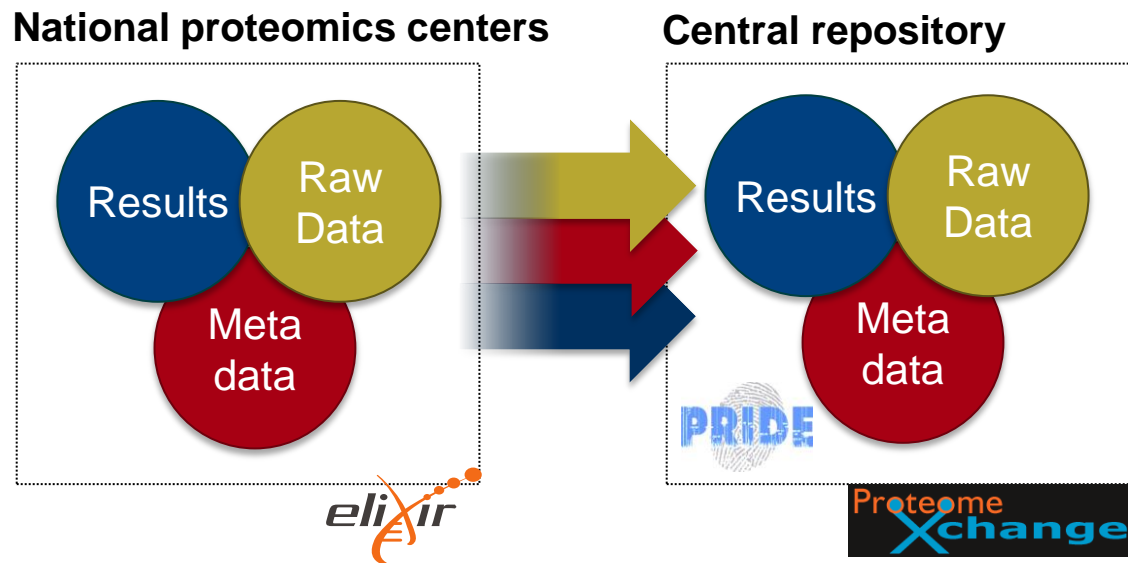 National proteomics centers
Central repository
Results
Raw
Data
Meta
data
Results
Raw
Data
Meta
data
PRIDE
elixir
Proteome
Xchange